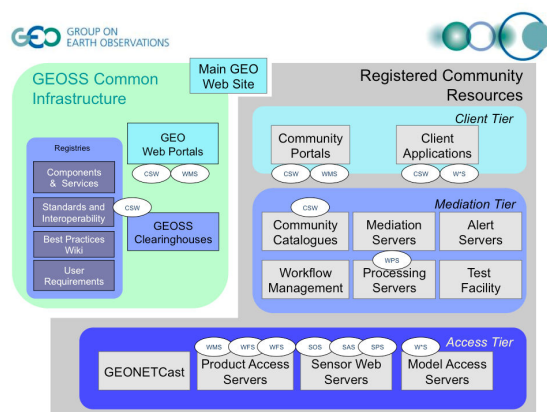 GEO GROUP ON
EARTH OBSERVATIONS
GEOSS Common
Infrastructure
Main GEO
Web Site
Registered Community
Resources
Client Tier
GEO
Web Portals
CSW WMS
Community
Portals
CSW WMS
Client
Applications
CSW W*S
Registries
Components
& Services
Standards and
Interoperability
Best Practices
Wiki
User
Requirements
CSW
GEOSS
Clearinghouses
Mediation Tier
CSW
Community
Catalogues
Mediation
Servers
Alert
Servers
Workflow
Management
WPS
Processing
Servers
Test
Facility
Access Tier
GEONETCast
WMS WFS WFS
Product Access
Servers
SOS SAS SPS
Sensor Web
Servers
W*S
Model Access
Servers